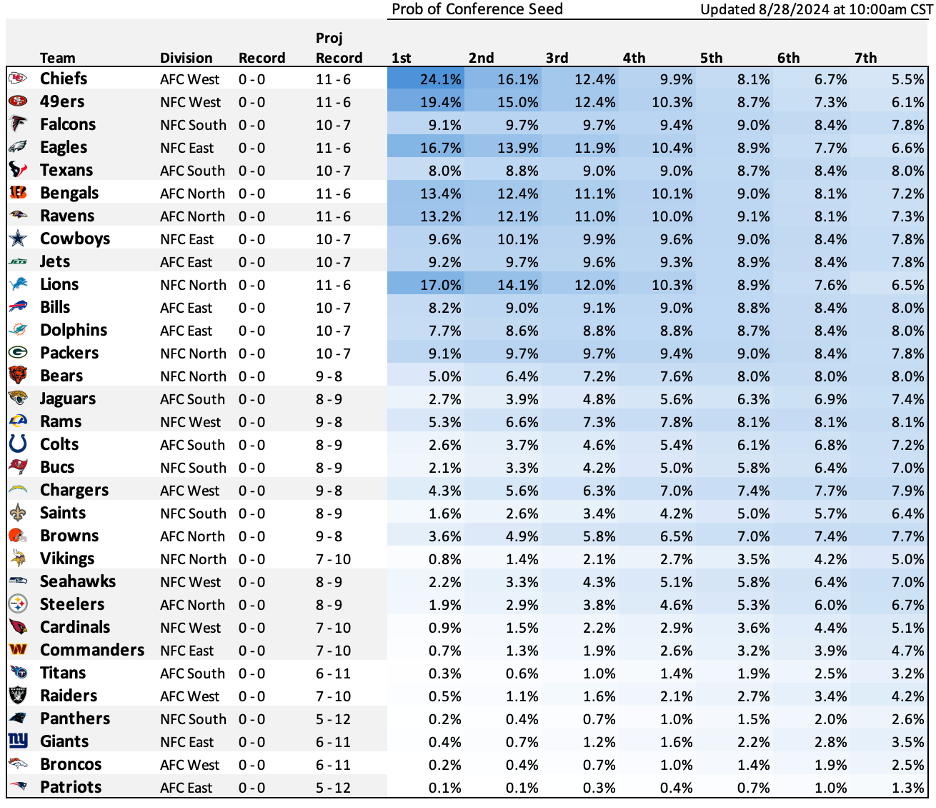 Prob of Conference Seed Updated 8/28/2024 at 10:00am CST
Proj
Team Division Record Record 1st 2nd 3rd 4th 5th 6th 7th
Chiefs AFC West 0 - 0 11 - 6 24.1% 16.1% 12.4% 9.9% 8.1% 6.7% 5.5%
49ers NFC West 0 - 0 11 - 6 19.4% 15.0% 12.4% 10.3% 8.7% 7.3% 6.1%
Falcons NFC South 0 - 0 10 - 7 9.1% 9.7% 9.7% 9.4% 9.0% 8.4% 7.8%
Eagles NFC East 0 - 0 11 - 6 16.7% 13.9% 11.9% 10.4% 8.9% 7.7% 6.6%
Texans AFC South 0 - 0 10 - 7 8.0% 8.8% 9.0% 9.0% 8.7% 8.4% 8.0%
Bengals AFC North 0 - 0 11 - 6 13.4% 12.4% 11.1% 10.1% 9.0% 8.1% 7.2%
Ravens AFC North 0 - 0 11 - 6 13.2% 12.1% 11.0% 10.0% 9.1% 8.1% 7.3%
Cowboys NFC East 0 - 0 10 - 7 9.6% 10.1% 9.9% 9.6% 9.0% 8.4% 7.8%
Jets AFC East 0 - 0 10 - 7 9.2% 9.7% 9.6% 9.3% 8.9% 8.4% 7.8%
Lions NFC North 0 - 0 11 - 6 17.0% 14.1% 12.0% 10.3% 8.9% 7.6% 6.5%
Bills AFC East 0 - 0 10 - 7 8.2% 9.0% 9.1% 9.0% 8.8% 8.4% 8.0%
Dolphins AFC East 0 - 0 10 - 7 7.7% 8.6% 8.8% 8.8% 8.7% 8.4% 8.0%
Packers NFC North 0 - 0 10 - 7 9.1% 9.7% 9.7% 9.4% 9.0% 8.4% 7.8%
Bears NFC North 0 - 0 9 - 8 5.0% 6.4% 7.2% 7.6% 8.0% 8.0% 8.0%
Jaguars AFC South 0 - 0 8 - 9 2.7% 3.9% 4.8% 5.6% 6.3% 6.9% 7.4%
Rams NFC West 0 - 0 9 - 8 5.3% 6.6% 7.3% 7.8% 8.1% 8.1% 8.1%
Colts AFC South 0 - 0 8 - 9 2.6% 3.7% 4.6% 5.4% 6.1% 6.8% 7.2%
Bucs NFC South 0 - 0 8 - 9 2.1% 3.3% 4.2% 5.0% 5.8% 6.4% 7.0%
Chargers AFC West 0 - 0 9 - 8 4.3% 5.6% 6.3% 7.0% 7.4% 7.7% 7.9%
Saints NFC South 0 - 0 8 - 9 1.6% 2.6% 3.4% 4.2% 5.0% 5.7% 6.4%
Browns AFC North 0 - 0 9 - 8 3.6% 4.9% 5.8% 6.5% 7.0% 7.4% 7.7%
Vikings NFC North 0 - 0 7 - 10 0.8% 1.4% 2.1% 2.7% 3.5% 4.2% 5.0%
Seahawks NFC West 0 - 0 8 - 9 2.2% 3.3% 4.3% 5.1% 5.8% 6.4% 7.0%
Steelers AFC North 0 - 0 8 - 9 1.9% 2.9% 3.8% 4.6% 5.3% 6.0% 6.7%
Cardinals NFC West 0 - 0 7 - 10 0.9% 1.5% 2.2% 2.9% 3.6% 4.4% 5.1%
Commanders NFC East 0 - 0 7 - 10 0.7% 1.3% 1.9% 2.6% 3.2% 3.9% 4.7%
Titans AFC South 0 - 0 6 - 11 0.3% 0.6% 1.0% 1.4% 1.9% 2.5% 3.2%
Raiders AFC West 0 - 0 7 - 10 0.5% 1.1% 1.6% 2.1% 2.7% 3.4% 4.2%
Panthers NFC South 0 - 0 5 - 12 0.2% 0.4% 0.7% 1.0% 1.5% 2.0% 2.6%
Giants NFC East 0 - 0 6 - 11 0.4% 0.7% 1.2% 1.6% 2.2% 2.8% 3.5%
Broncos AFC West 0 - 0 6 - 11 0.2% 0.4% 0.7% 1.0% 1.4% 1.9% 2.5%
Patriots AFC East 0 - 0 5 - 12 0.1% 0.1% 0.3% 0.4% 0.7% 1.0% 1.3%